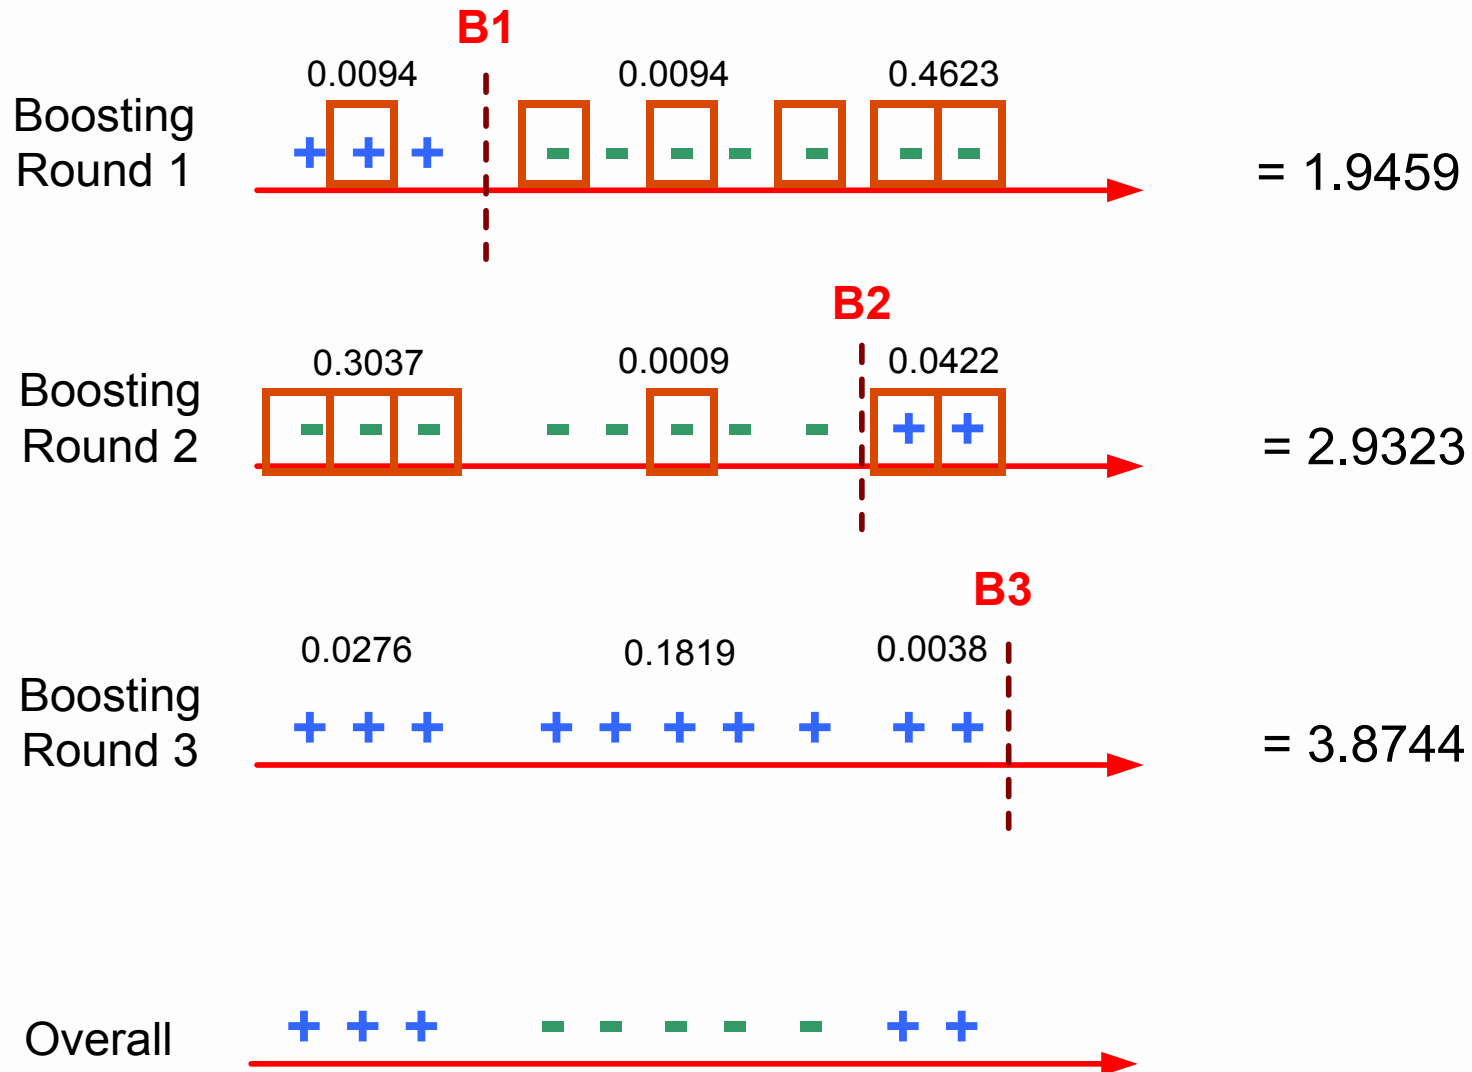 B1
0.0094 0.0094 0.4623
Boosting
Round 1
+ + + - - - - - - -
= 1.9459
B2
0.3037 0.0009 0.0422
Boosting
Round 2
- - - - - - - - + +
= 2.9323
B3
0.0276 0.1819 0.0038
Boosting
Round 3
+ + + + + + + + + +
= 3.8744
Overall
+ + + - - - - - + +